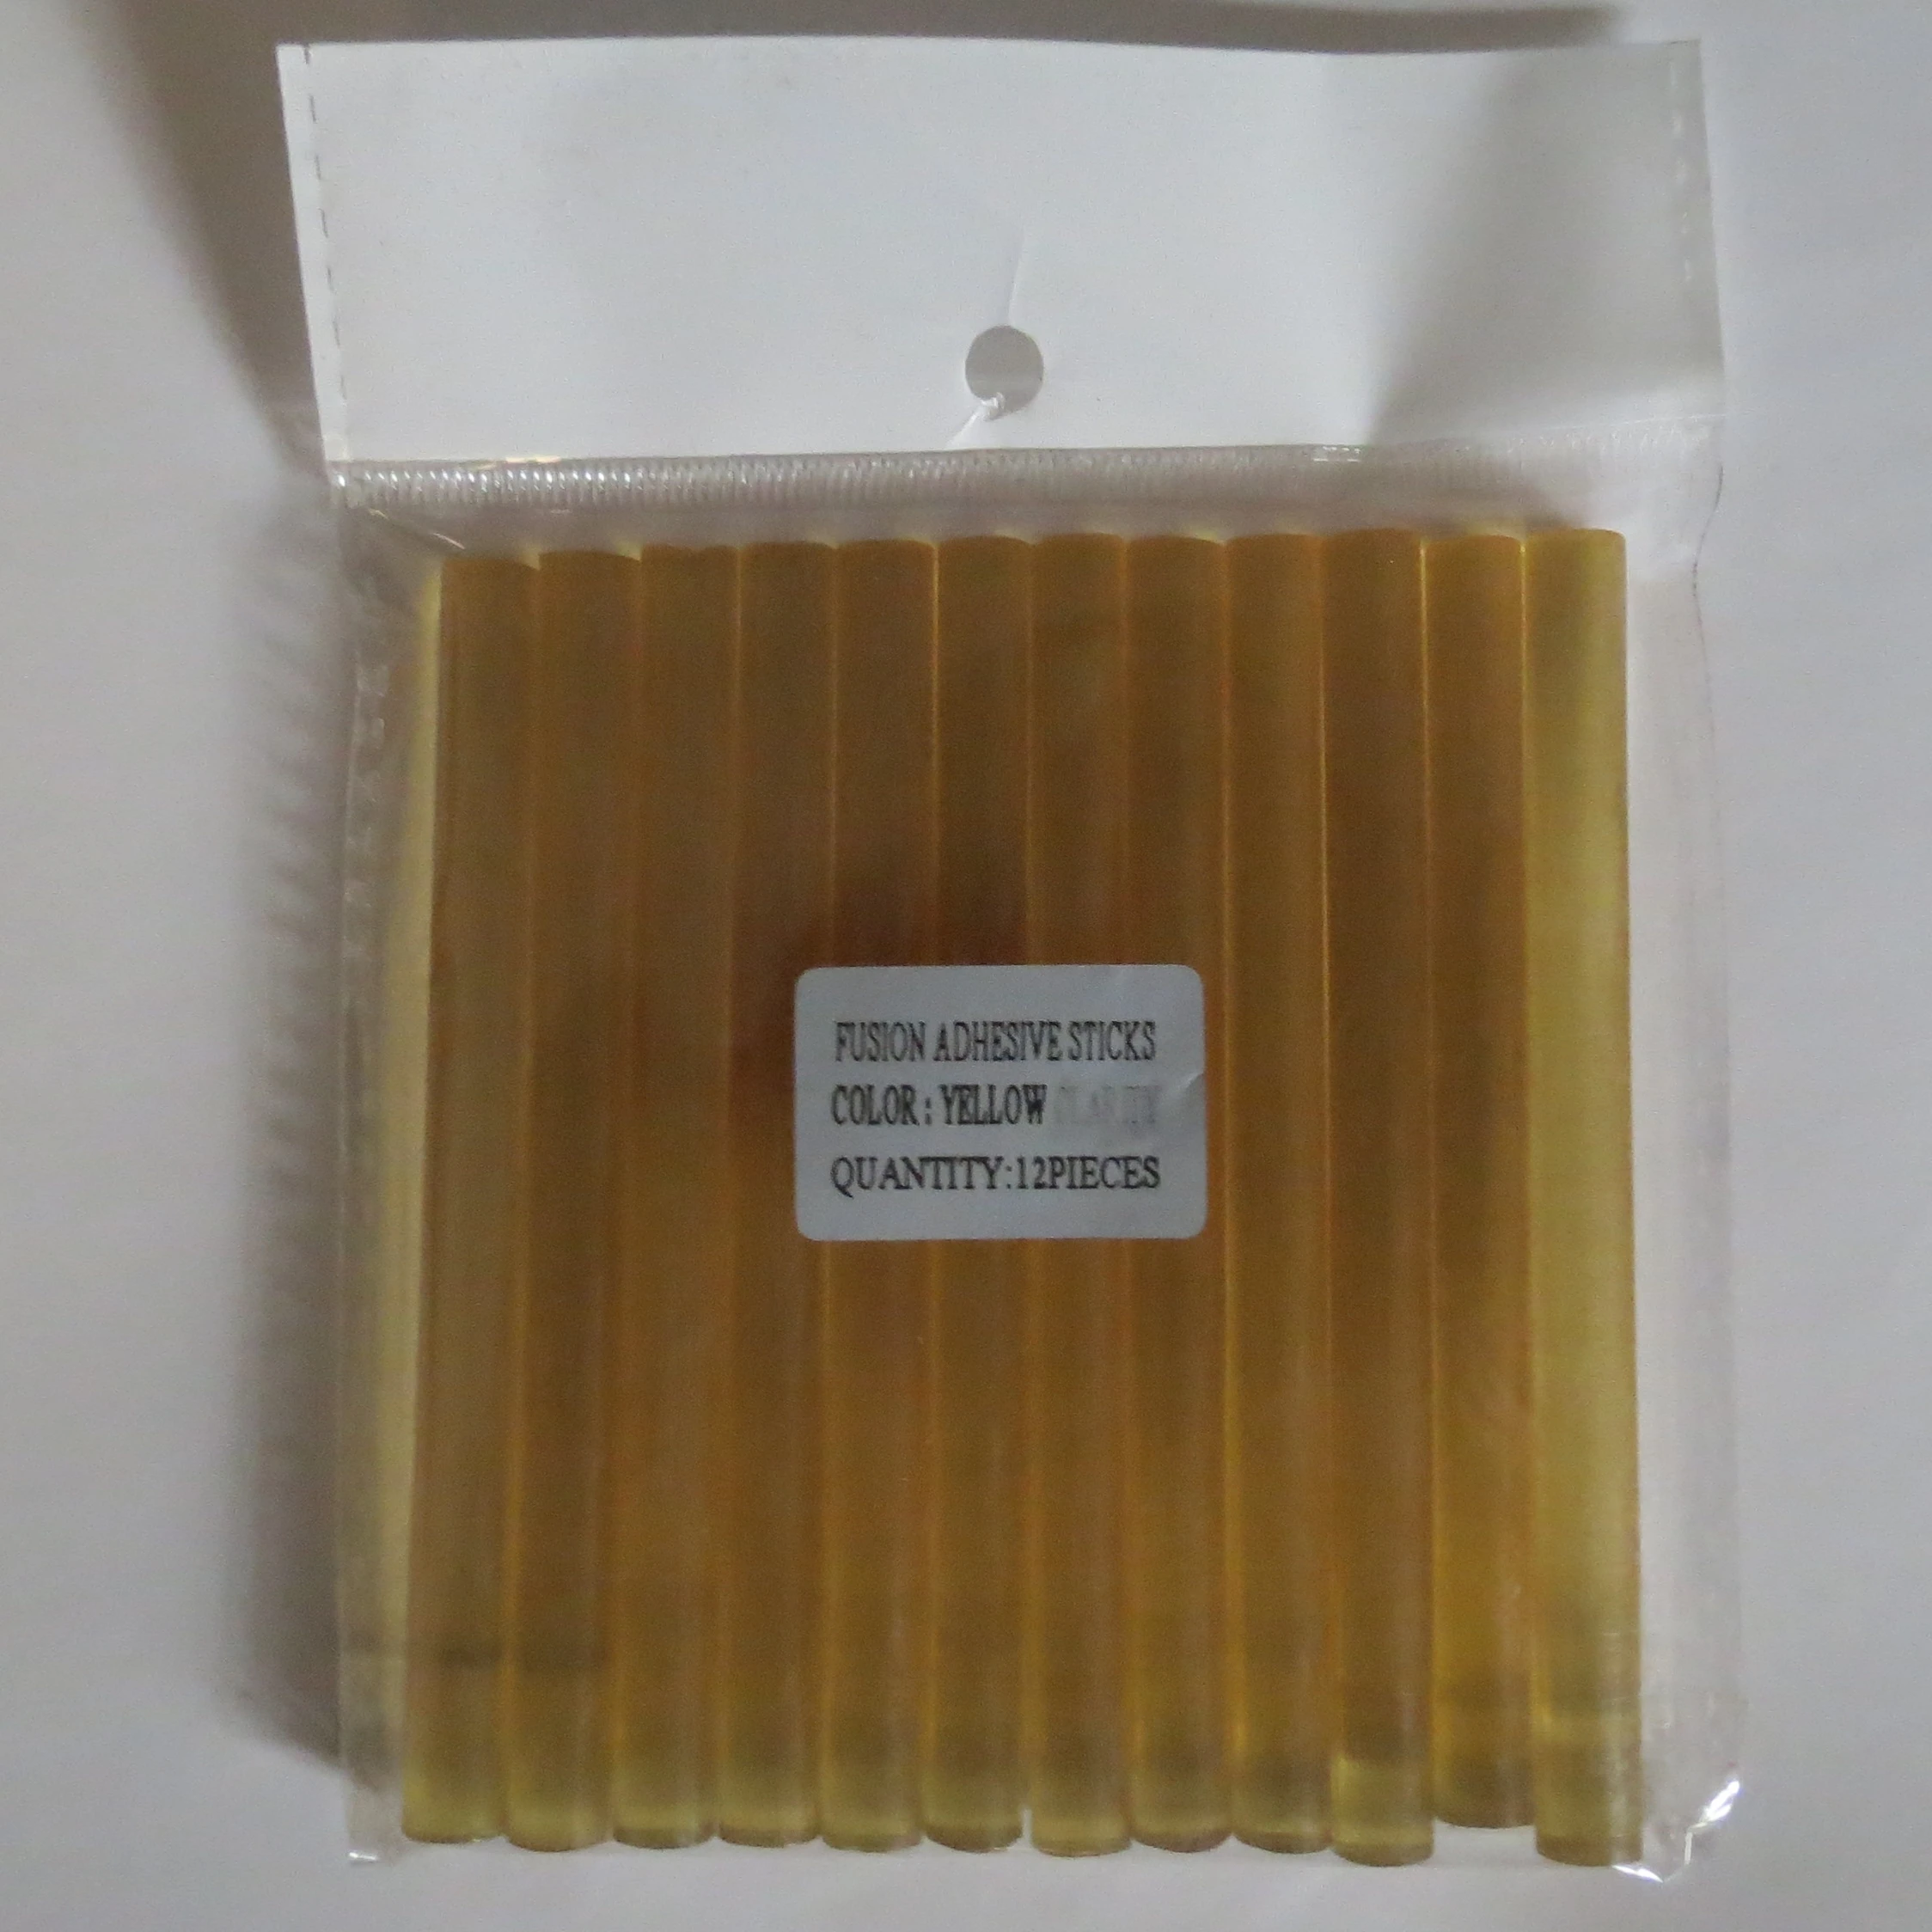 FUSION ADHESIVE STICKS
COLOR: YELLOW
QUANTITY:12PIECES